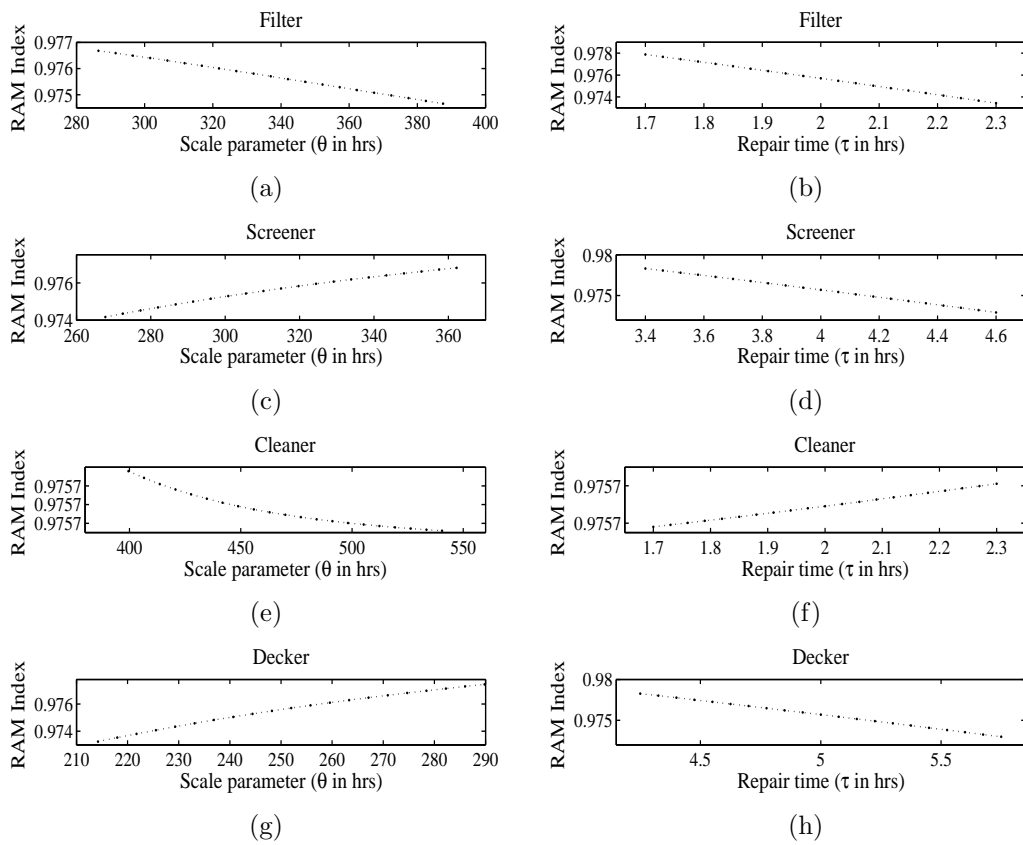 Filter
RAM Index
0.977
0.976
0.975
280 300 320 340 360 380 400
Scale parameter (θ in hrs)
(a)
Filter
RAM Index
0.978
0.976
0.974
1.7 1.8 1.9 2 2.1 2.2 2.3
Repair time (τ in hrs)
(b)
Screener
RAM Index
0.976
0.974
260 280 300 320 340 360
Scale parameter (θ in hrs)
(c)
Screener
RAM Index
0.98
0.975
3.4 3.6 3.8 4 4.2 4.4 4.6
Repair time (τ in hrs)
(d)
Cleaner
RAM Index
0.9757
0.9757
0.9757
400 450 500 550
Scale parameter (θ in hrs)
(e)
Cleaner
RAM Index
0.9757
0.9757
1.7 1.8 1.9 2 2.1 2.2 2.3
Repair time (τ in hrs)
(f)
Decker
RAM Index
0.976
0.974
210 220 230 240 250 260 270 280 290
Scale parameter (θ in hrs)
(g)
Decker
RAM Index
0.98
0.975
4.5 5 5.5
Repair time (τ in hrs)
(h)